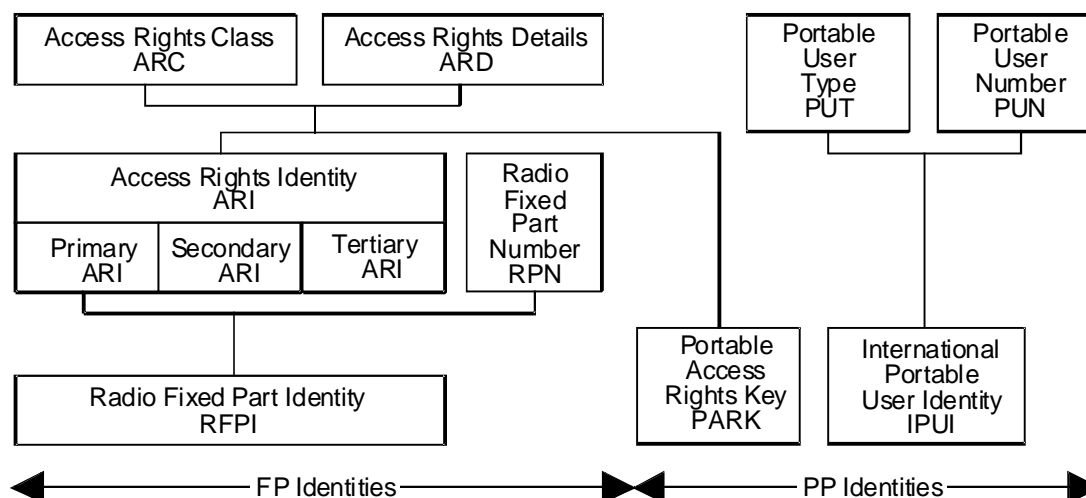 Access Rights Class
ARC
Access Rights Details
ARD
Portable
User
Type
PUT
Portable
User
Number
PUN
Access Rights Identity
ARI
Primary
ARI
Secondary
ARI
Tertiary
ARI
Radio
Fixed
Part
Number
RPN
Radio Fixed Part Identity
RFPI
Portable
Access
Rights Key
PARK
International
Portable
User Identity
IPUI
FP Identities
PP Identities